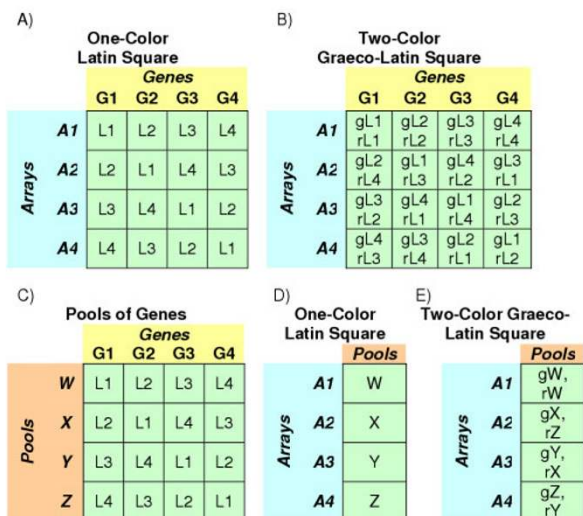 A)
One-Color
Latin Square
Genes
G1 G2 G3 G4
Arrays
A1 L1 L2 L3 L4
A2 L2 L1 L4 L3
A3 L3 L4 L1 L2
A4 L4 L3 L2 L1
B)
Two-Color
Graeco-Latin Square
Genes
G1 G2 G3 G4
Arrays
A1
gL1 gL2 gL3 gL4
rL1 rL2 rL3 rL4
A2
gL2 gL1 gL4 gL3
rL4 rL3 rL2 rL1
A3
gL3 gL4 gL1 gL2
rL2 rL1 rL4 rL3
A4
gL4 gL3 gL2 gL1
rL3 rL4 rL1 rL2
C)
Pools of Genes
Genes
G1 G2 G3 G4
Pools
W L1 L2 L3 L4
X L2 L1 L4 L3
Y L3 L4 L1 L2
Z L4 L3 L2 L1
D)
One-Color
Latin Square
Pools
Arrays
A1 W
A2 X
A3 Y
A4 Z
E)
Two-Color Graeco-
Latin Square
Pools
Arrays
A1
gW,
rW
A2
gX,
rZ
A3
gY,
rX
A4
gZ,
rY